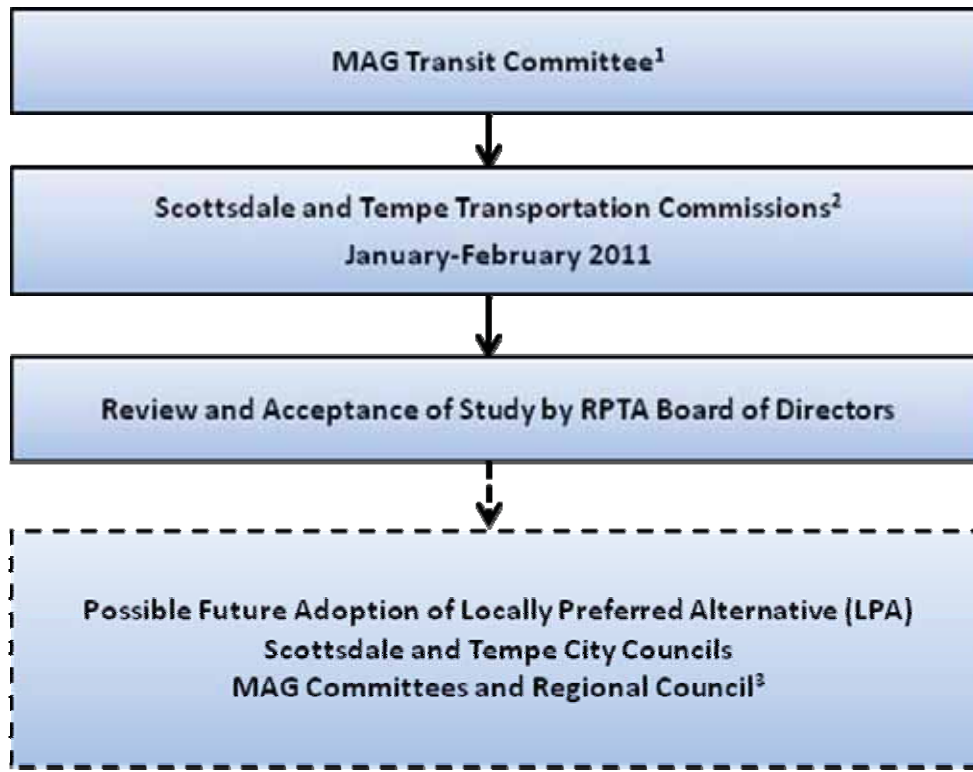 MAG Transit Committee¹
Scottsdale and Tempe Transportation Commissions²
January-February 2011
Review and Acceptance of Study by RPTA Board of Directors
Possible Future Adoption of Locally Preferred Alternative (LPA)
Scottsdale and Tempe City Councils
MAG Committees and Regional Council³